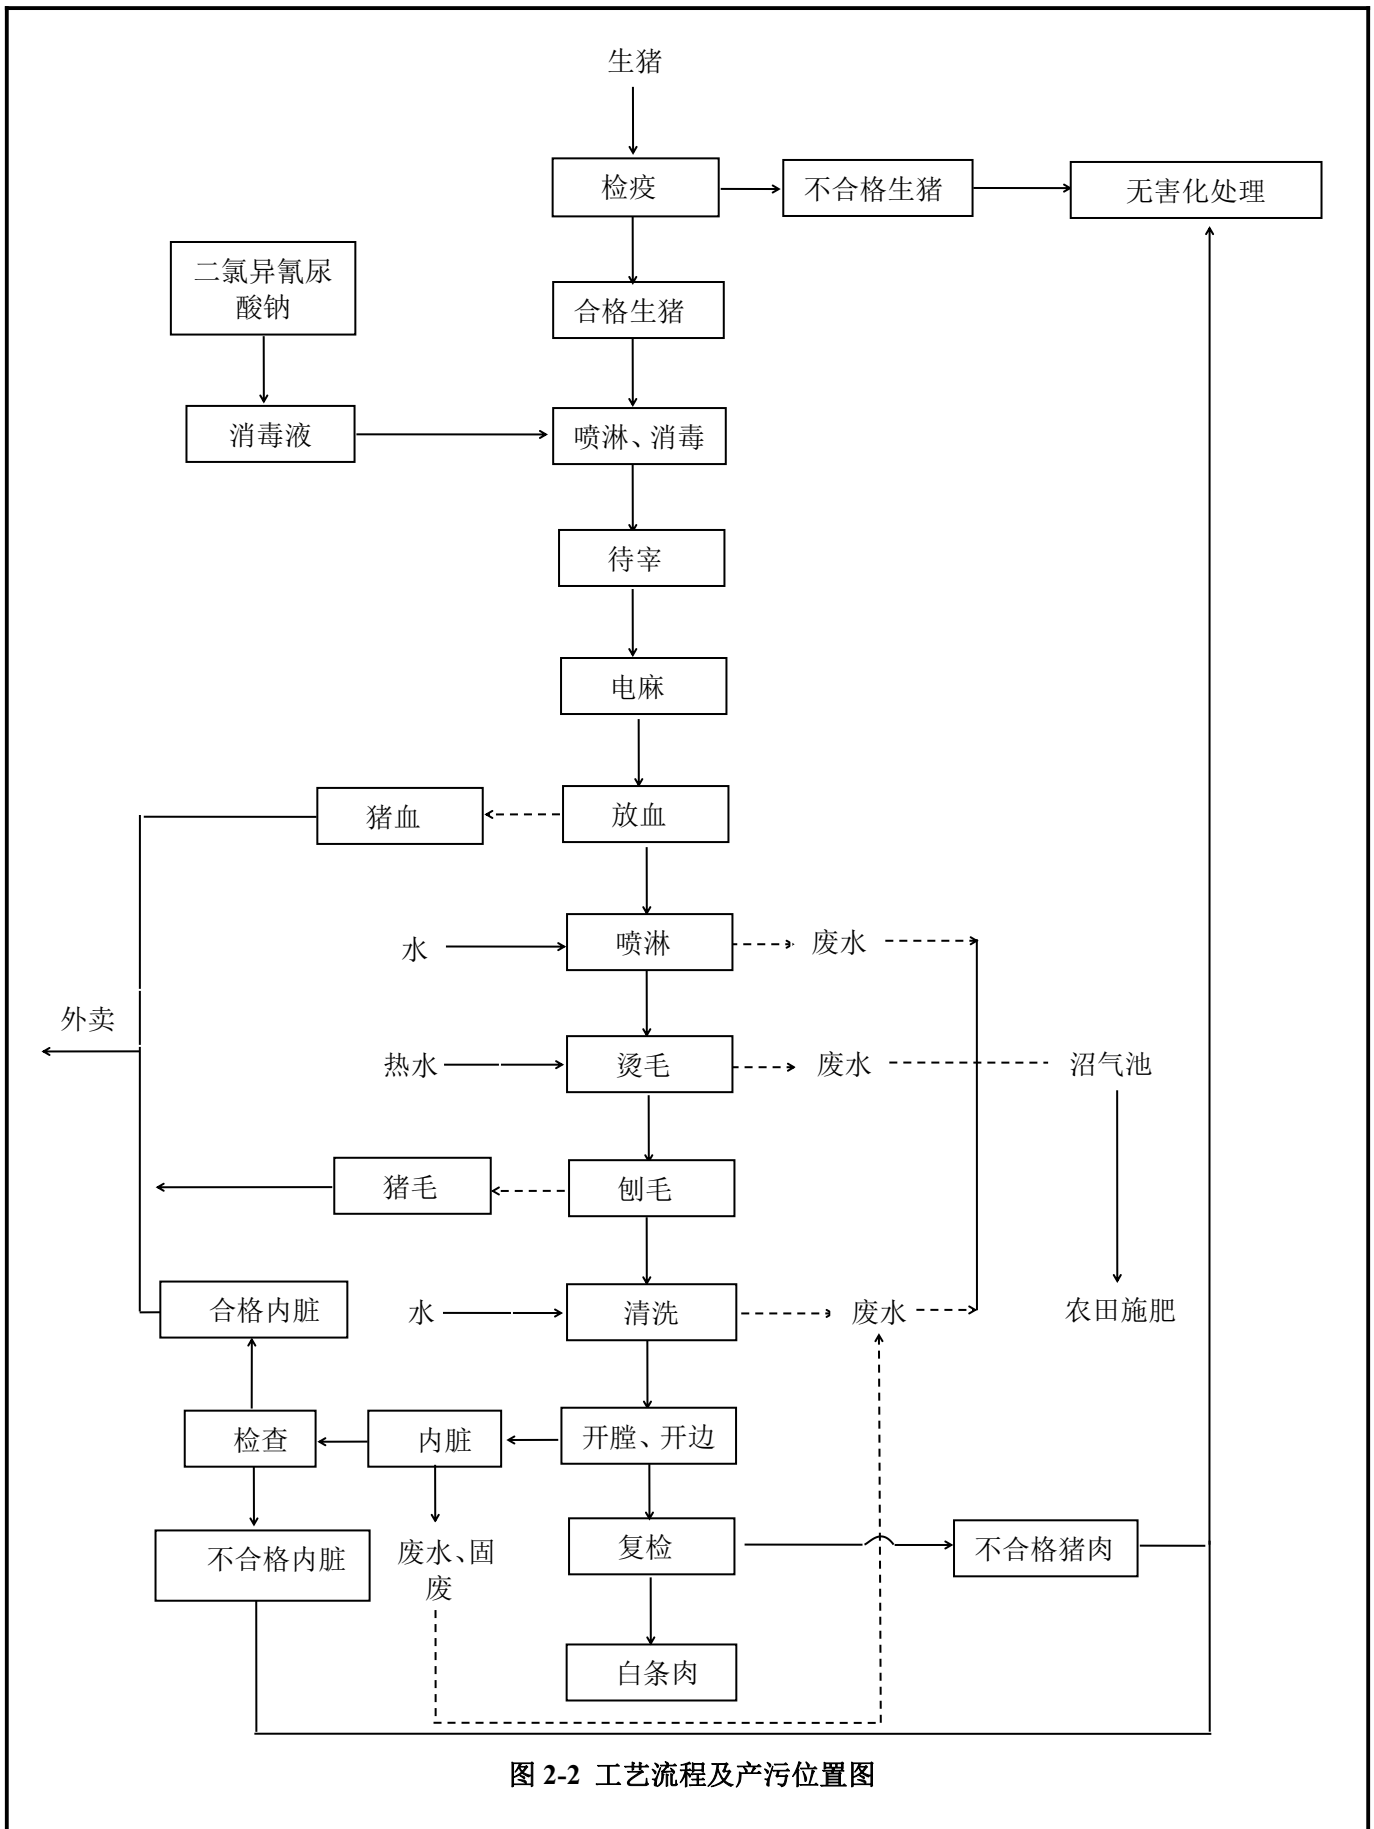 生猪
检疫
不合格生猪
无害化处理
二氯异氰尿
酸钠
合格生猪
消毒液
喷淋、消毒
待宰
电麻
猪血
放血
水
喷淋
废水
外卖
热水
烫毛
废水
沼气池
猪毛
刨毛
合格内脏
水
清洗
废水
农田施肥
检查
内脏
开膛、开边
不合格内脏
废水、固
废
复检
不合格猪肉
白条肉
图 2-2 工艺流程及产污位置图